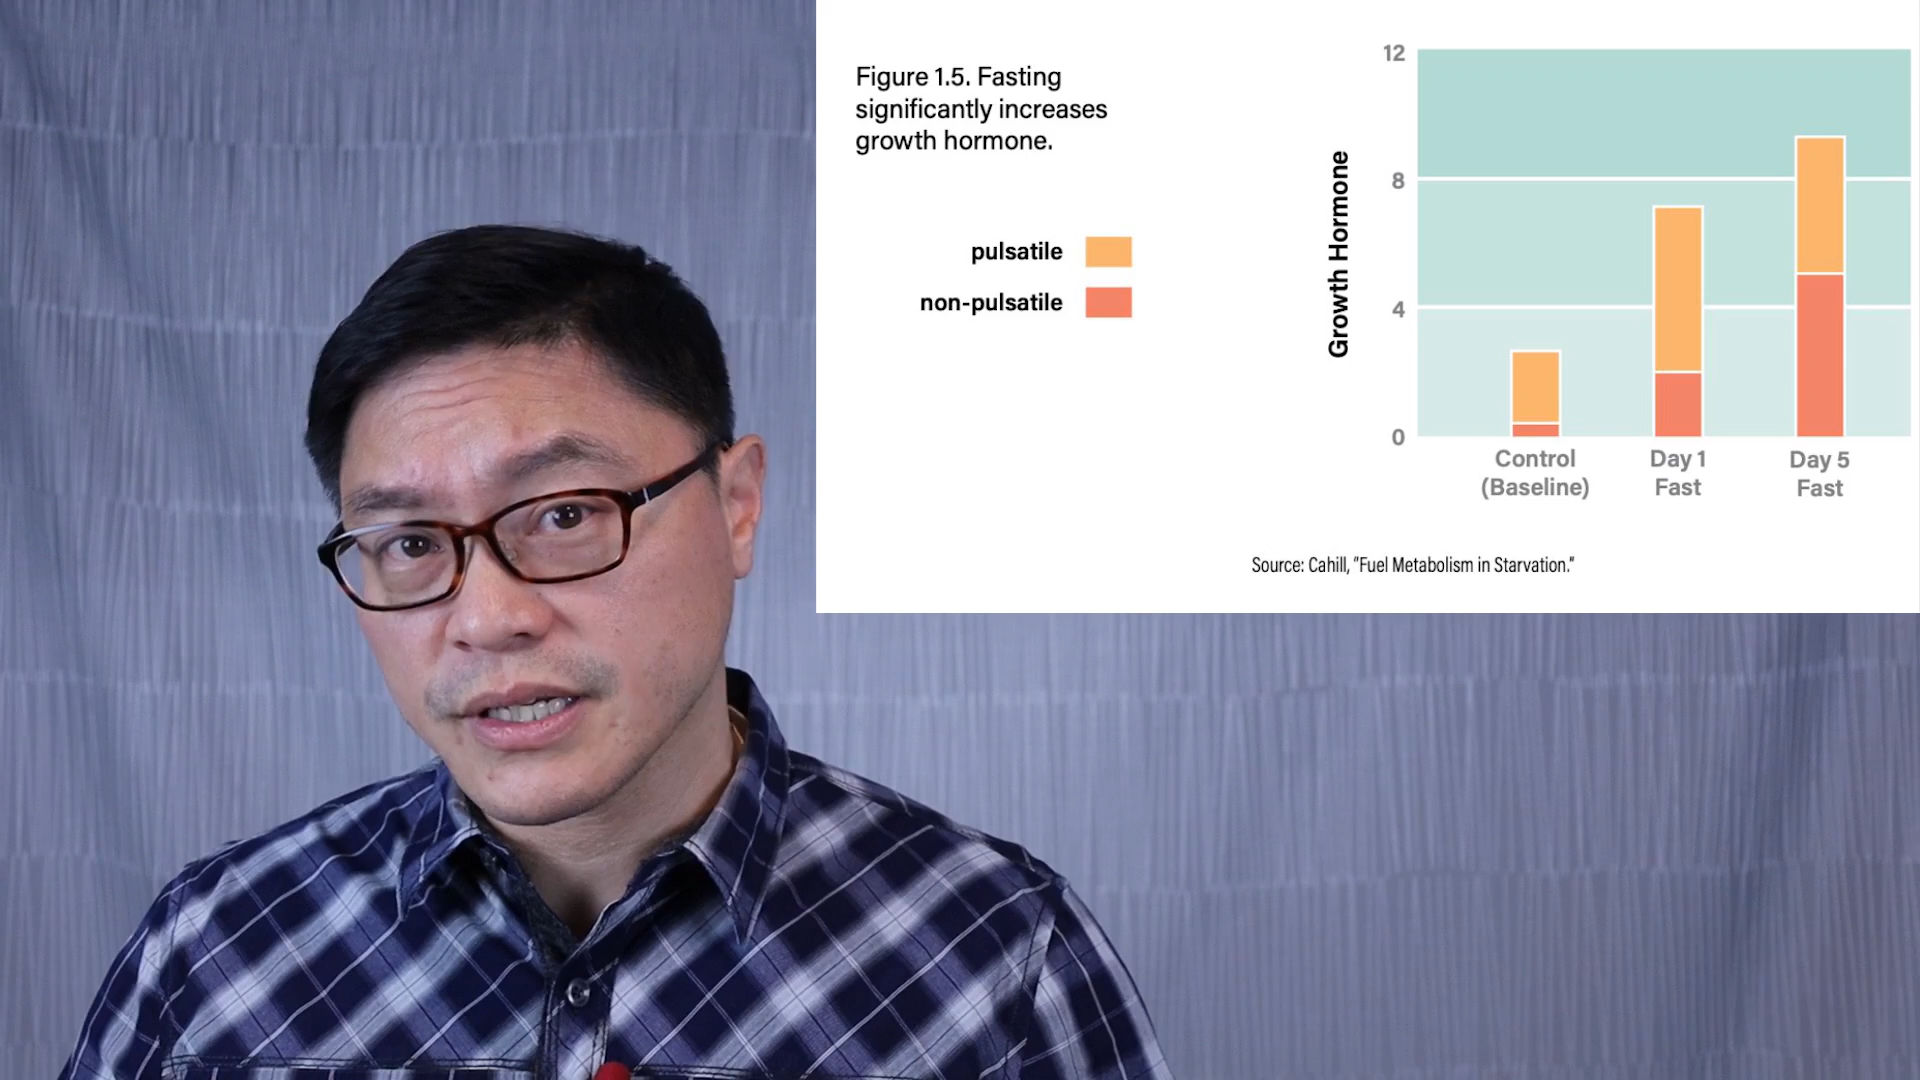 Figure 1.5. Fasting
significantly increases
growth hormone.
pulsatile
non-pulsatile
Growth Hormone
12
8
4
0
Control
(Baseline)
Day 1
Fast
Day 5
Fast
Source: Cahill, "Fuel Metabolism in Starvation."